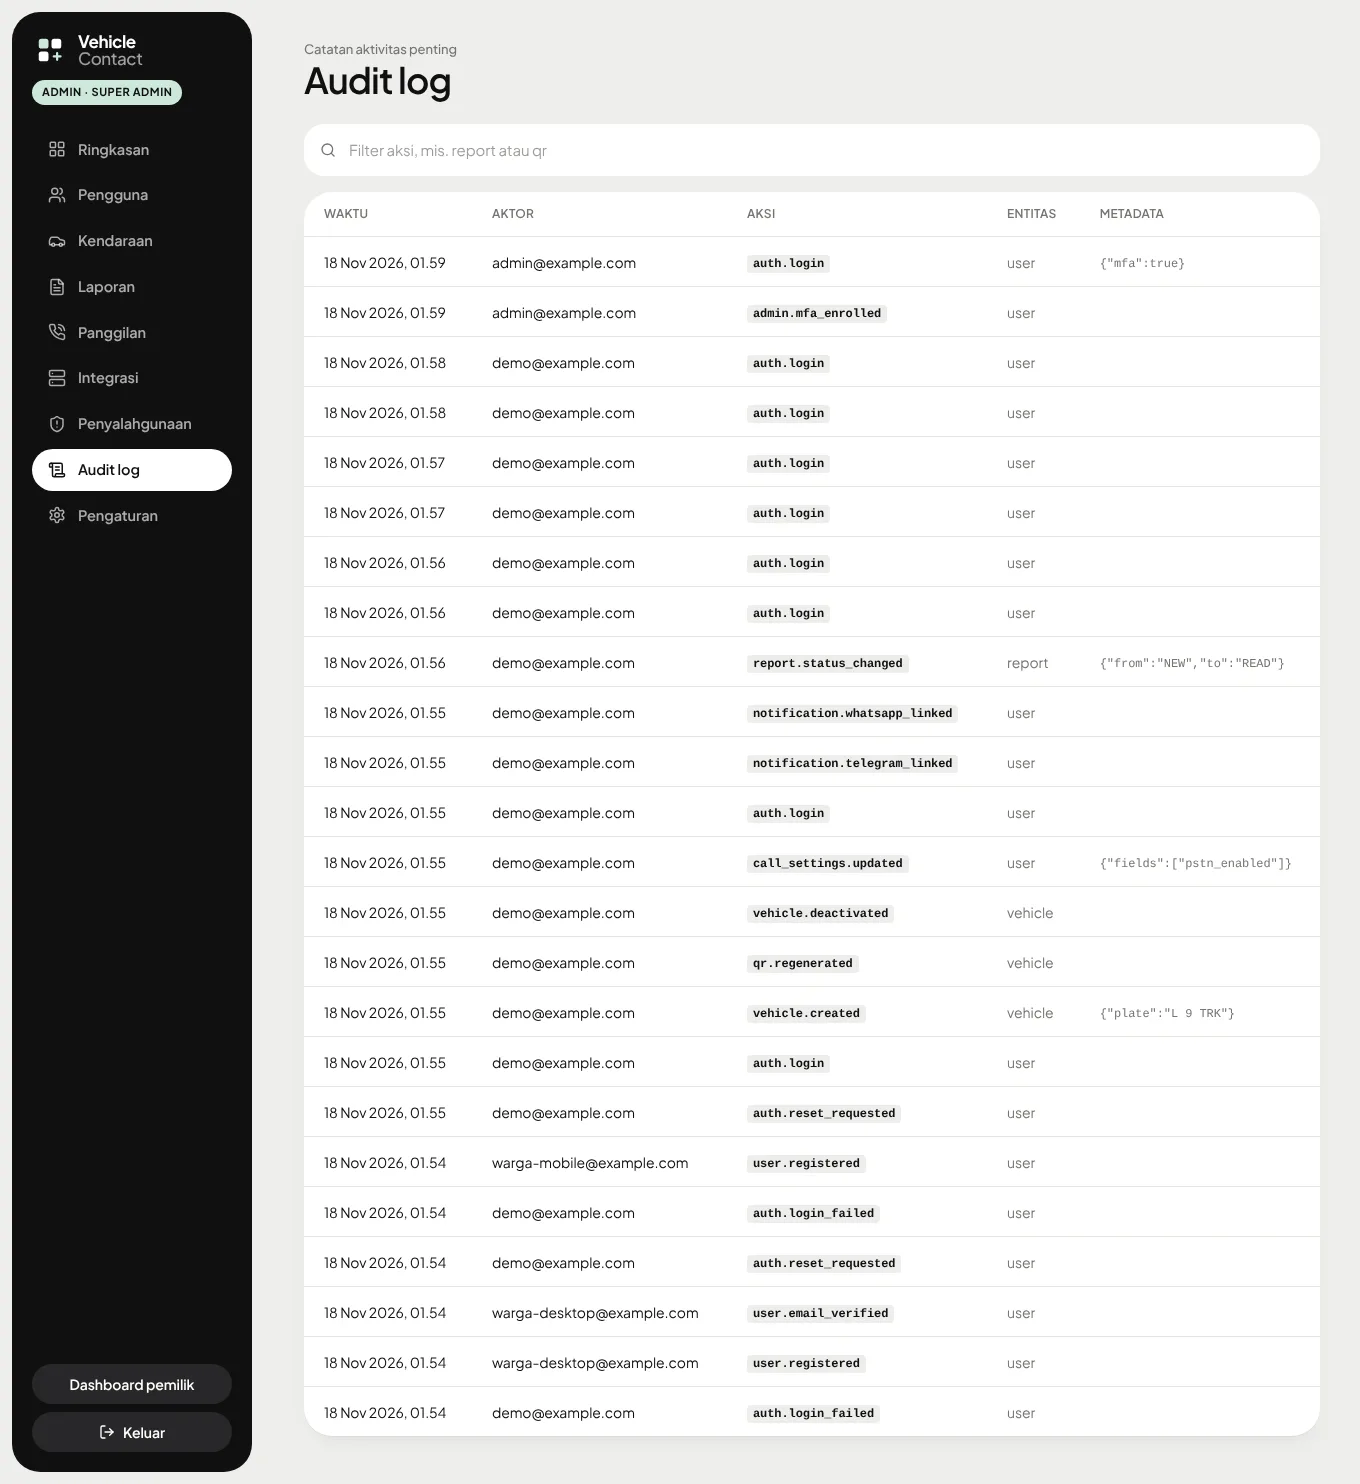 Vehicle
Contact
ADMIN · SUPER ADMIN
Ringkasan
Pengguna
Kendaraan
Laporan
Panggilan
Integrasi
Penyalahgunaan
Audit log
Pengaturan
Dashboard pemilik
Keluar
Catatan aktivitas penting
Audit log
Filter aksi, mis. report atau qr
WAKTU AKTOR AKSI ENTITAS METADATA
18 Nov 2026, 01.59 admin@example.com auth.login user {"mfa":true}
18 Nov 2026, 01.59 admin@example.com admin.mfa_enrolled user
18 Nov 2026, 01.58 demo@example.com auth.login user
18 Nov 2026, 01.58 demo@example.com auth.login user
18 Nov 2026, 01.57 demo@example.com auth.login user
18 Nov 2026, 01.57 demo@example.com auth.login user
18 Nov 2026, 01.56 demo@example.com auth.login user
18 Nov 2026, 01.56 demo@example.com auth.login user
18 Nov 2026, 01.56 demo@example.com report.status_changed report {"from":"NEW","to":"READ"}
18 Nov 2026, 01.55 demo@example.com notification.whatsapp_linked user
18 Nov 2026, 01.55 demo@example.com notification.telegram_linked user
18 Nov 2026, 01.55 demo@example.com auth.login user
18 Nov 2026, 01.55 demo@example.com call_settings.updated user {"fields":["pstn_enabled"]}
18 Nov 2026, 01.55 demo@example.com vehicle.deactivated vehicle
18 Nov 2026, 01.55 demo@example.com qr.regenerated vehicle
18 Nov 2026, 01.55 demo@example.com vehicle.created vehicle {"plate":"L 9 TRK"}
18 Nov 2026, 01.55 demo@example.com auth.login user
18 Nov 2026, 01.55 demo@example.com auth.reset_requested user
18 Nov 2026, 01.54 warga-mobile@example.com user.registered user
18 Nov 2026, 01.54 demo@example.com auth.login_failed user
18 Nov 2026, 01.54 demo@example.com auth.reset_requested user
18 Nov 2026, 01.54 warga-desktop@example.com user.email_verified user
18 Nov 2026, 01.54 warga-desktop@example.com user.registered user
18 Nov 2026, 01.54 demo@example.com auth.login_failed user